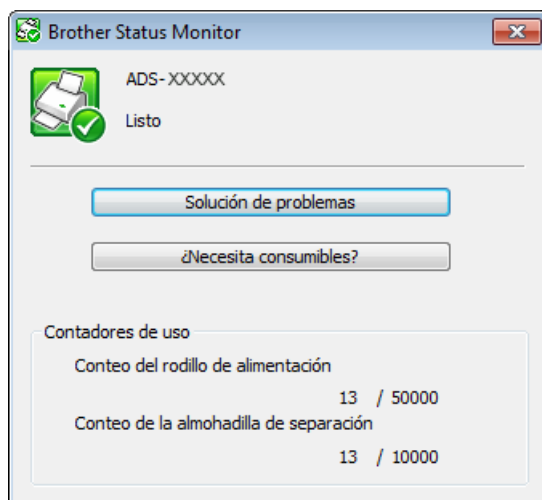 Brother Status Monitor
ADS-XXXXX
Listo
Solución de problemas
¿Necesita consumibles?
Contadores de uso
Conteo del rodillo de alimentación
13 / 50000
Conteo de la almohadilla de separación
13 / 10000